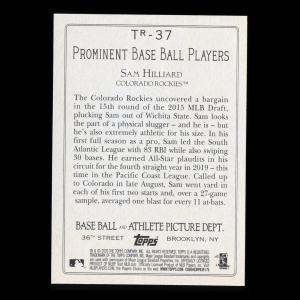 TR-37
PROMINENT BASE BALL PLAYERS
SAM HILLIARD
COLORADO ROCKIES™
The Colorado Rockies uncovered a bargain
in the 15th round of the 2015 MLB Draft,
plucking Sam out of Wichita State. Sam looks
the part of a physical slugger – and he is – but
he's also extremely athletic for his size. In his
first full season as a pro, Sam led the South
Atlantic League with 83 RBI while also swiping
30 bases. He earned All-Star plaudits in his
circuit for the fourth straight year in 2019 – this
time in the Pacific Coast League. Called up to
Colorado in late August, Sam went yard in
each of his first two starts, and, over a 27-game
sample, averaged one blast for every 11 at-bats.
BASE BALL AND ATHLETE PICTURE DEPT.
36TH STREET Topps BROOKLYN, NY